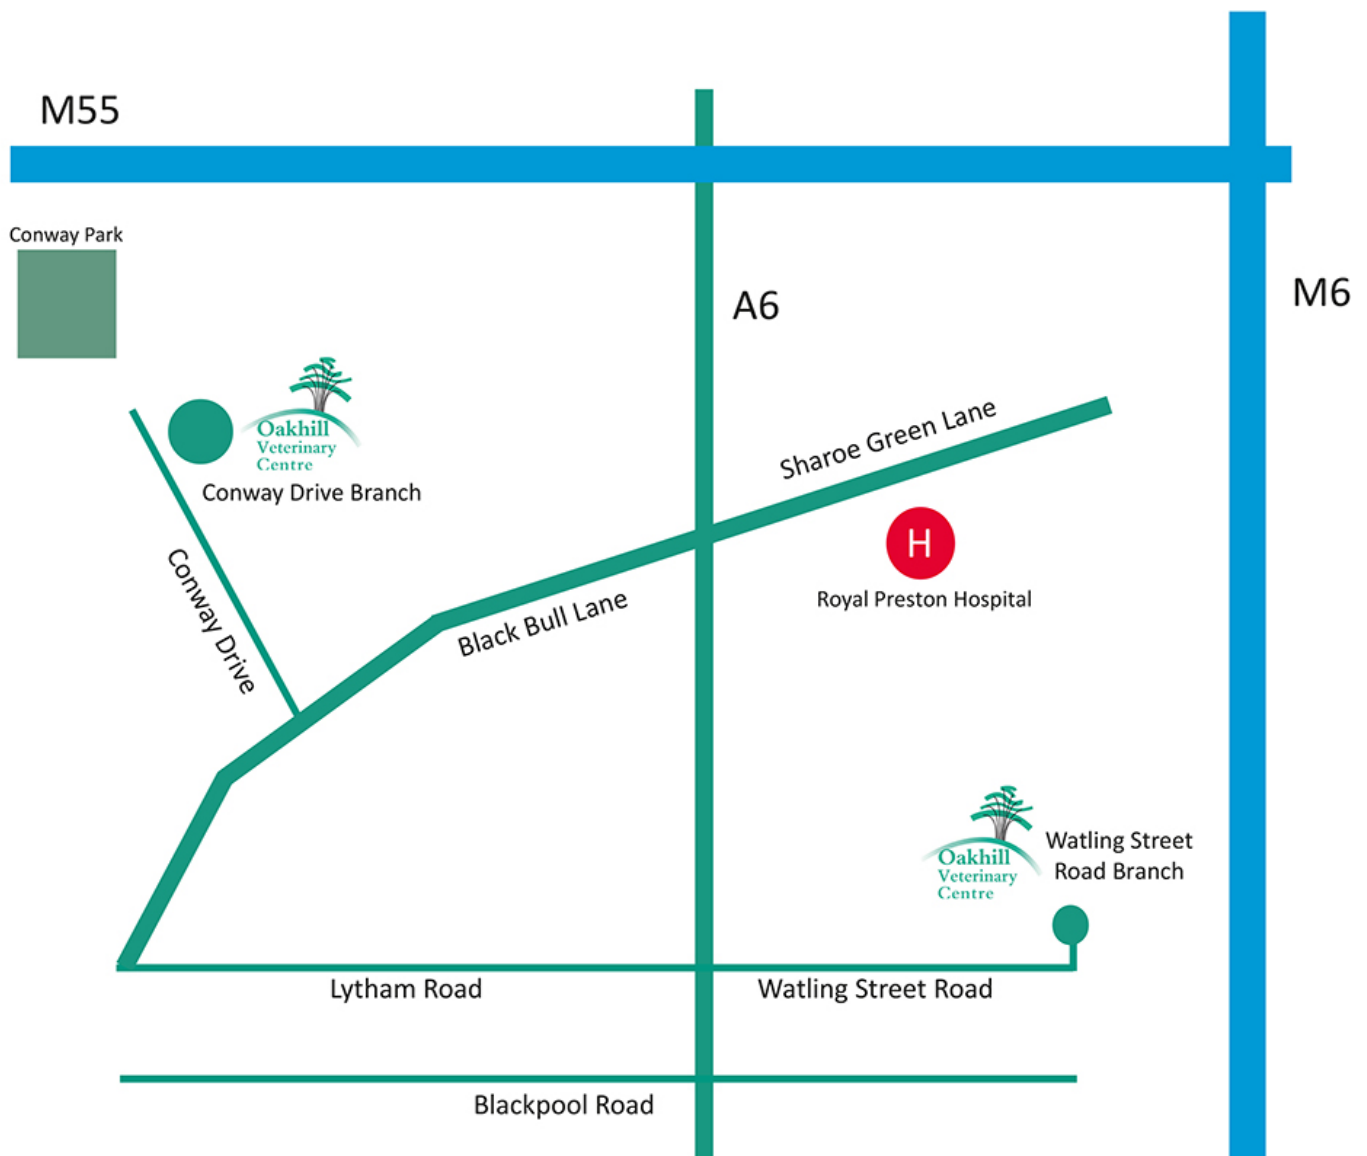 M55
Conway Park
A6
M6
Oakhill
Veterinary
Centre
Conway Drive Branch
Sharoe Green Lane
H
Royal Preston Hospital
Conway Drive
Black Bull Lane
Oakhill
Veterinary
Centre
Watling Street
Road Branch
Lytham Road
Watling Street Road
Blackpool Road